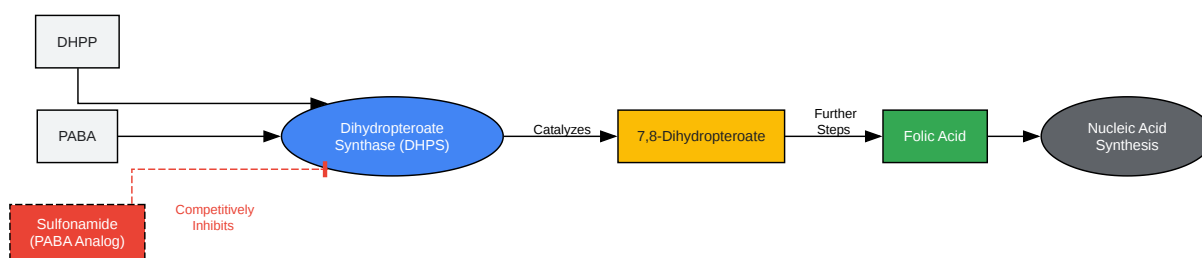 DHPP
PABA
Dihydropteroate
Synthase (DHPS)
Catalyzes
7,8-Dihydropteroate
Further
Steps
Folic Acid
Nucleic Acid
Synthesis
Sulfonamide
(PABA Analog)
Competitively
Inhibits